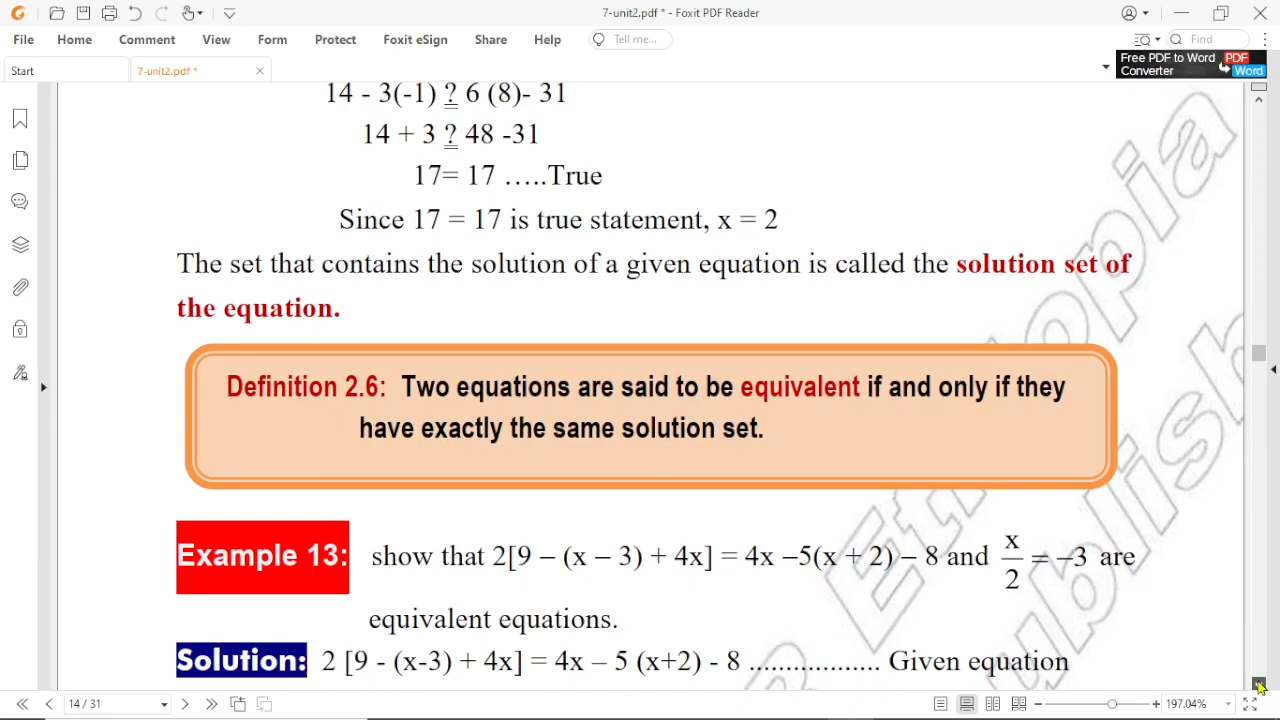 7-unit2.pdf * - Foxit PDF Reader
File Home Comment View Form Protect Foxit eSign Share Help Tell me... Find
Start 7-unit2.pdf *
Free PDF to Word Converter PDF Word
14 - 3(-1) ? 6 (8)- 31
14 + 3 ? 48 -31
17= 17 …..True
Since 17 = 17 is true statement, x = 2
The set that contains the solution of a given equation is called the solution set of
the equation.
Definition 2.6: Two equations are said to be equivalent if and only if they
have exactly the same solution set.
Example 13: show that 2[9 – (x – 3) + 4x] = 4x –5(x + 2) – 8 and x/2 = –3 are
equivalent equations.
Solution: 2 [9 - (x-3) + 4x] = 4x – 5 (x+2) - 8 .................. Given equation
14 / 31 197.04%